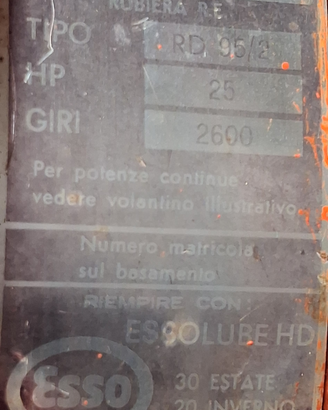 RUBIERA R.E.
TIPO RD 95/2
HP 25
GIRI 2600
Per potenze continue
vedere volantino illustrativo
Numero matricola
sul basamento
RIEMPIRE CON:
ESSOLUBE HD
Esso
30 ESTATE
20 INVERNO